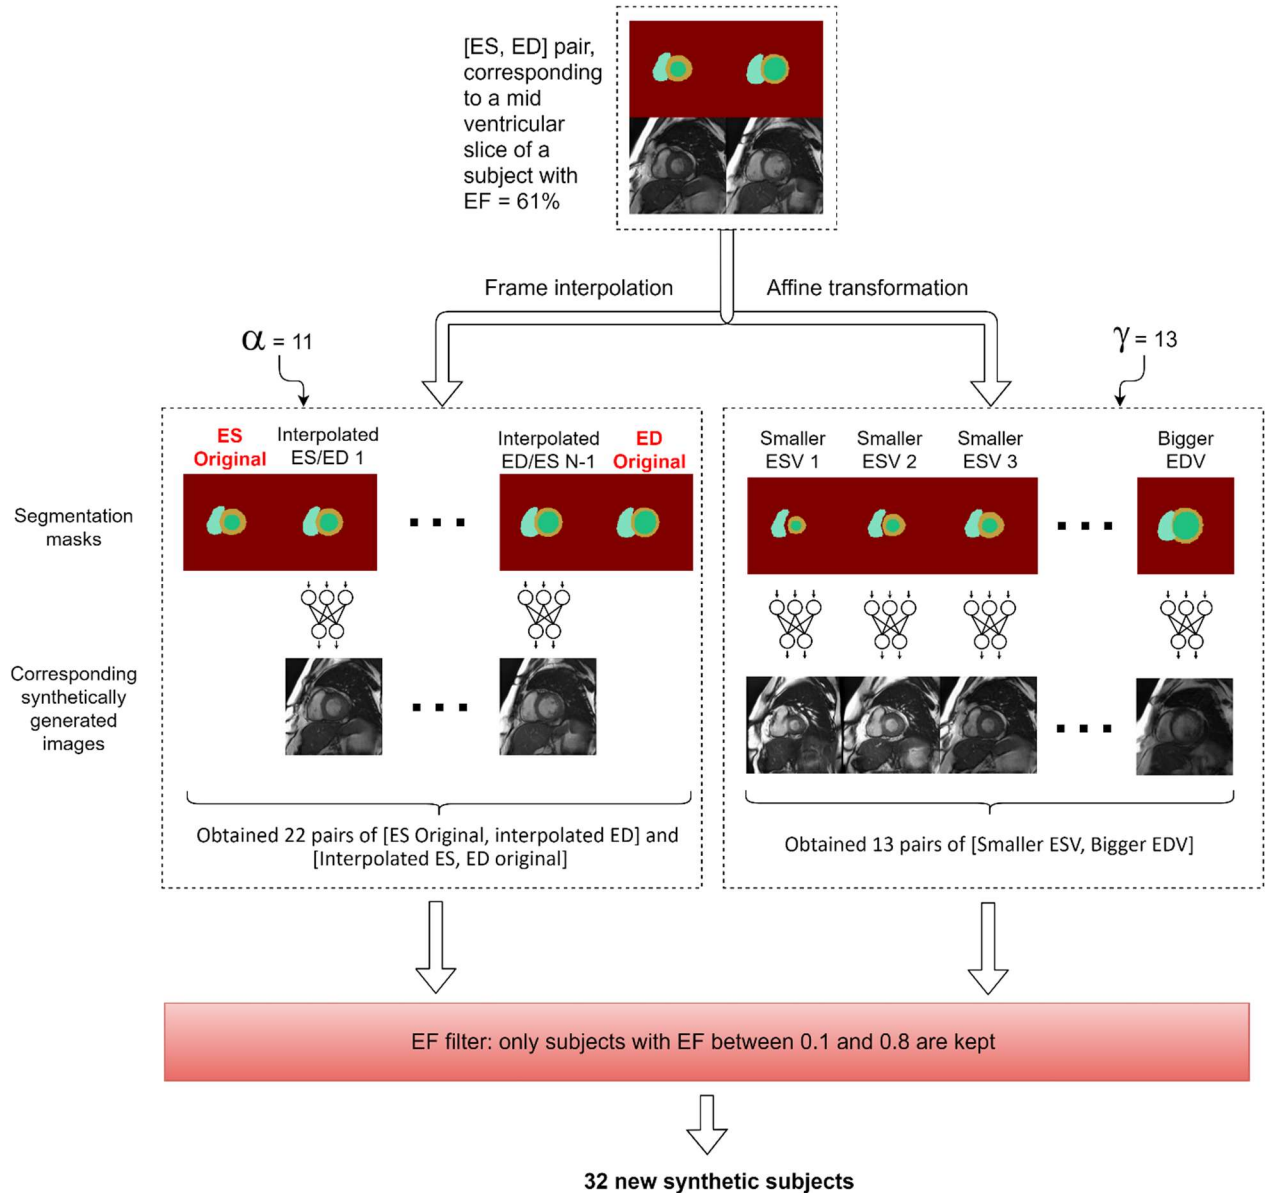 [ES, ED] pair,
corresponding
to a mid
ventricular
slice of a
subject with
EF = 61%
Frame interpolation
Affine transformation
α = 11
γ = 13
ES
Original
Interpolated
ES/ED 1
Interpolated
ED/ES N-1
ED
Original
Smaller
ESV 1
Smaller
ESV 2
Smaller
ESV 3
Bigger
EDV
Segmentation
masks
Corresponding
synthetically
generated
images
Obtained 22 pairs of [ES Original, interpolated ED] and
[Interpolated ES, ED original]
Obtained 13 pairs of [Smaller ESV, Bigger EDV]
EF filter: only subjects with EF between 0.1 and 0.8 are kept
32 new synthetic subjects